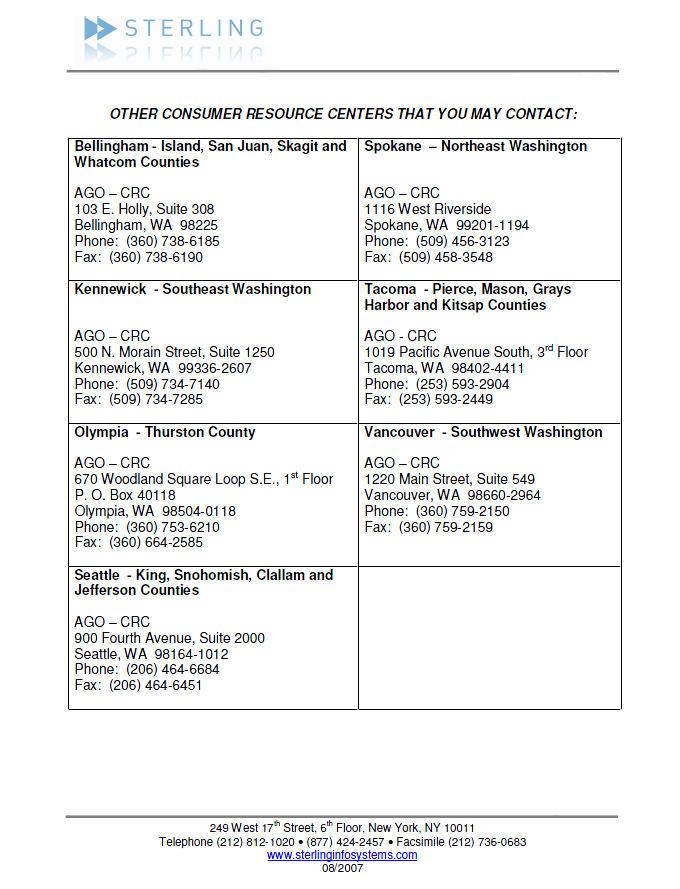 STERLING
OTHER CONSUMER RESOURCE CENTERS THAT YOU MAY CONTACT:
Bellingham - Island, San Juan, Skagit and
Whatcom Counties
AGO – CRC
103 E. Holly, Suite 308
Bellingham, WA 98225
Phone: (360) 738-6185
Fax: (360) 738-6190
Spokane – Northeast Washington
AGO – CRC
1116 West Riverside
Spokane, WA 99201-1194
Phone: (509) 456-3123
Fax: (509) 458-3548
Kennewick - Southeast Washington
AGO – CRC
500 N. Morain Street, Suite 1250
Kennewick, WA 99336-2607
Phone: (509) 734-7140
Fax: (509) 734-7285
Tacoma - Pierce, Mason, Grays
Harbor and Kitsap Counties
AGO - CRC
1019 Pacific Avenue South, 3rd Floor
Tacoma, WA 98402-4411
Phone: (253) 593-2904
Fax: (253) 593-2449
Olympia - Thurston County
AGO – CRC
670 Woodland Square Loop S.E., 1st Floor
P. O. Box 40118
Olympia, WA 98504-0118
Phone: (360) 753-6210
Fax: (360) 664-2585
Vancouver - Southwest Washington
AGO – CRC
1220 Main Street, Suite 549
Vancouver, WA 98660-2964
Phone: (360) 759-2150
Fax: (360) 759-2159
Seattle - King, Snohomish, Clallam and
Jefferson Counties
AGO – CRC
900 Fourth Avenue, Suite 2000
Seattle, WA 98164-1012
Phone: (206) 464-6684
Fax: (206) 464-6451
249 West 17th Street, 6th Floor, New York, NY 10011
Telephone (212) 812-1020 • (877) 424-2457 • Facsimile (212) 736-0683
www.sterlinginfosystems.com
08/2007